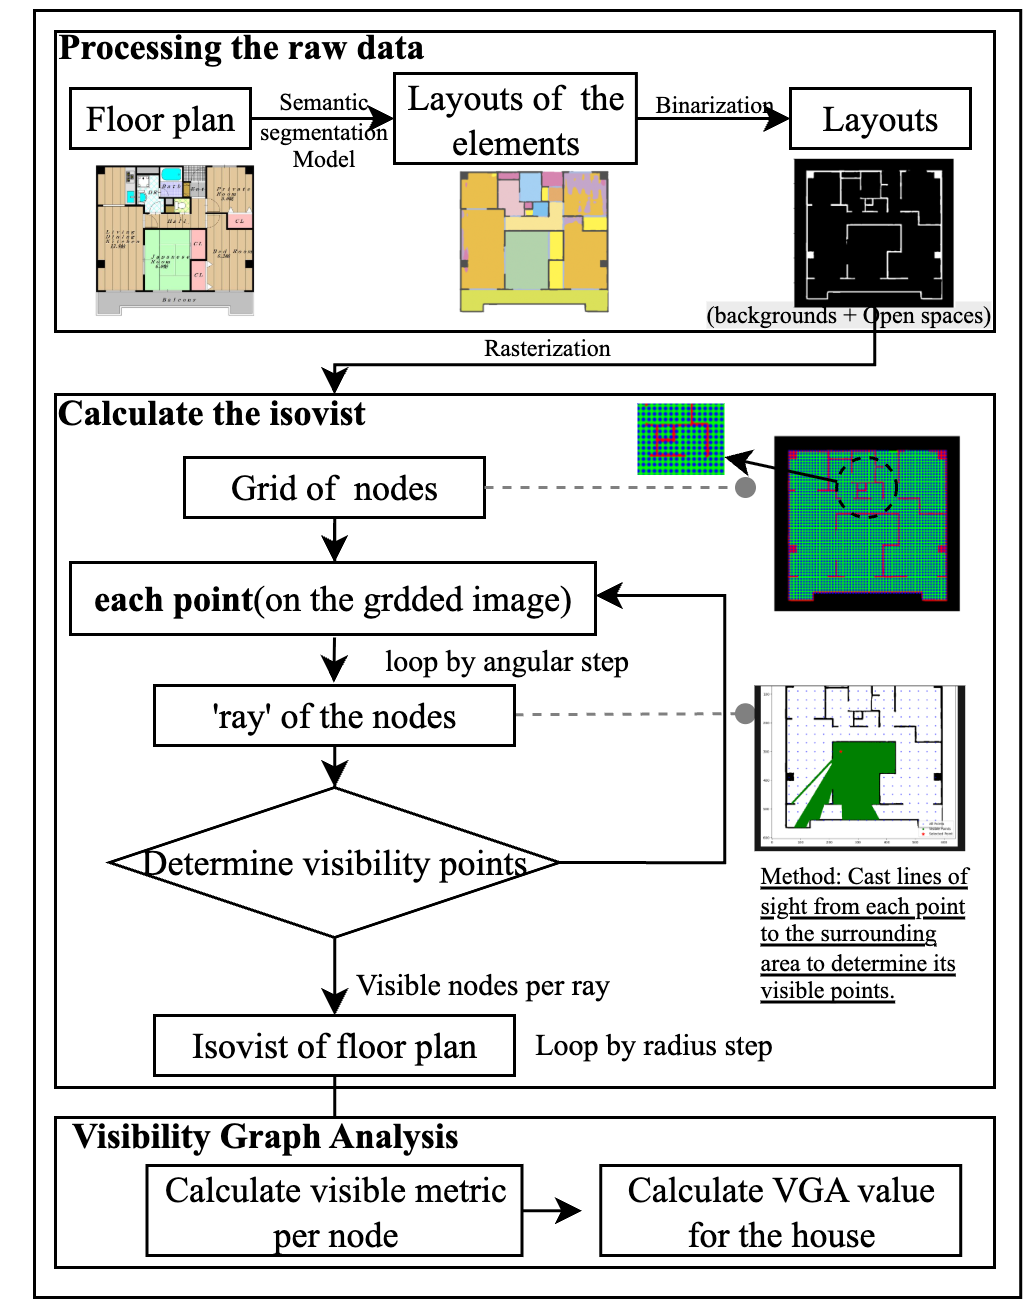 Processing the raw data
Floor plan
Semantic
segmentation
Model
Layouts of the
elements
Binarization
Layouts
Bath
Private
Room
Hall
CL
Living
Dining
Kitchen
CL
Japanese
Room
Bed Room
CL
Balcony
(backgrounds + Open spaces)
Rasterization
Calculate the isovist
Grid of nodes
each point(on the grdded image)
loop by angular step
'ray' of the nodes
Determine visibility points
Method: Cast lines of
sight from each point
to the surrounding
area to determine its
visible points.
Visible nodes per ray
Isovist of floor plan
Loop by radius step
Visibility Graph Analysis
Calculate visible metric
per node
Calculate VGA value
for the house